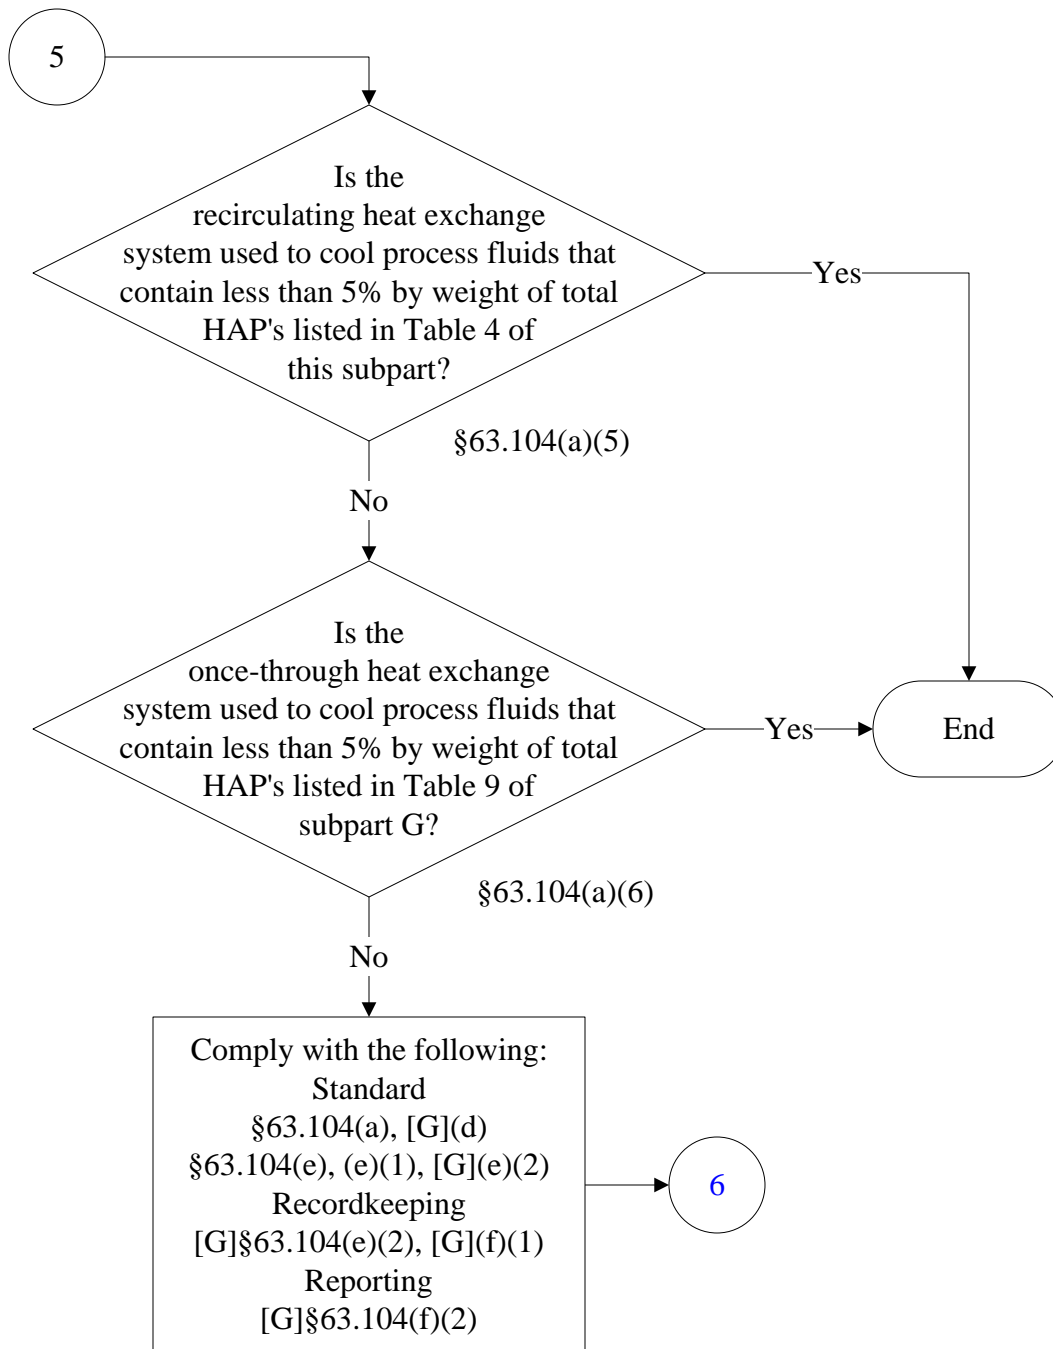 5
Is the
recirculating heat exchange
system used to cool process fluids that
contain less than 5% by weight of total
HAP's listed in Table 4 of
this subpart?
Yes
§63.104(a)(5)
No
Is the
once-through heat exchange
system used to cool process fluids that
contain less than 5% by weight of total
HAP's listed in Table 9 of
subpart G?
Yes
End
§63.104(a)(6)
No
Comply with the following:
Standard
§63.104(a), [G](d)
§63.104(e), (e)(1), [G](e)(2)
Recordkeeping
[G]§63.104(e)(2), [G](f)(1)
Reporting
[G]§63.104(f)(2)
6